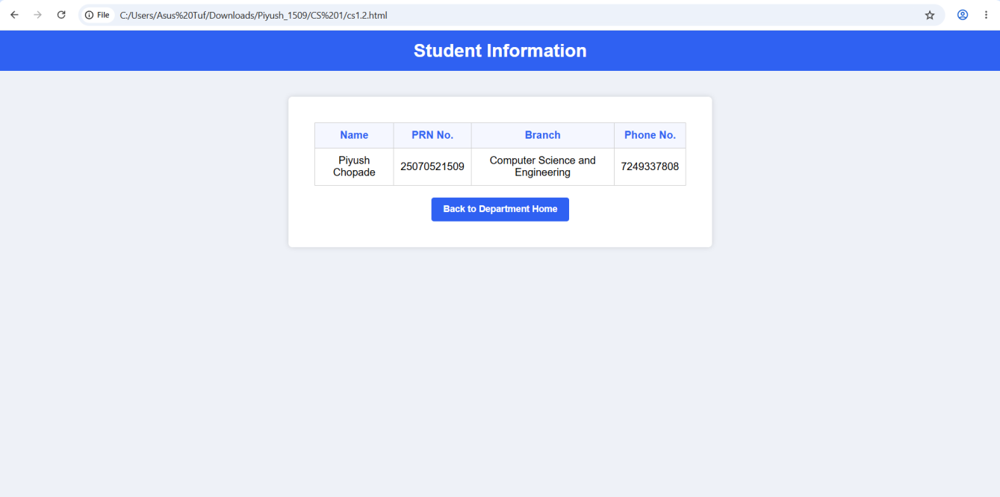 File C:/Users/Asus%20Tuf/Downloads/Piyush_1509/CS%201/cs1.2.html
Student Information
Name PRN No. Branch Phone No.
Piyush Chopade 25070521509 Computer Science and Engineering 7249337808
Back to Department Home